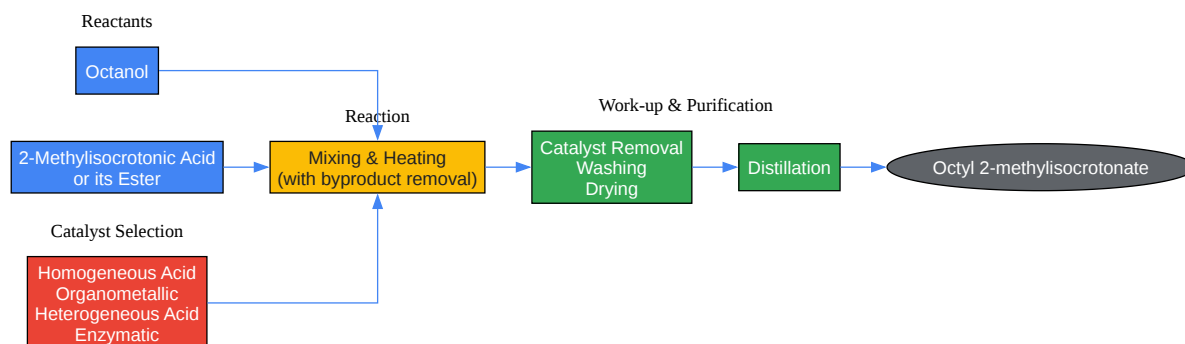 Reactants
Octanol
2-Methylisocrotonic Acid
or its Ester
Catalyst Selection
Homogeneous Acid
Organometallic
Heterogeneous Acid
Enzymatic
Reaction
Mixing & Heating
(with byproduct removal)
Work-up & Purification
Catalyst Removal
Washing
Drying
Distillation
Octyl 2-methylisocrotonate